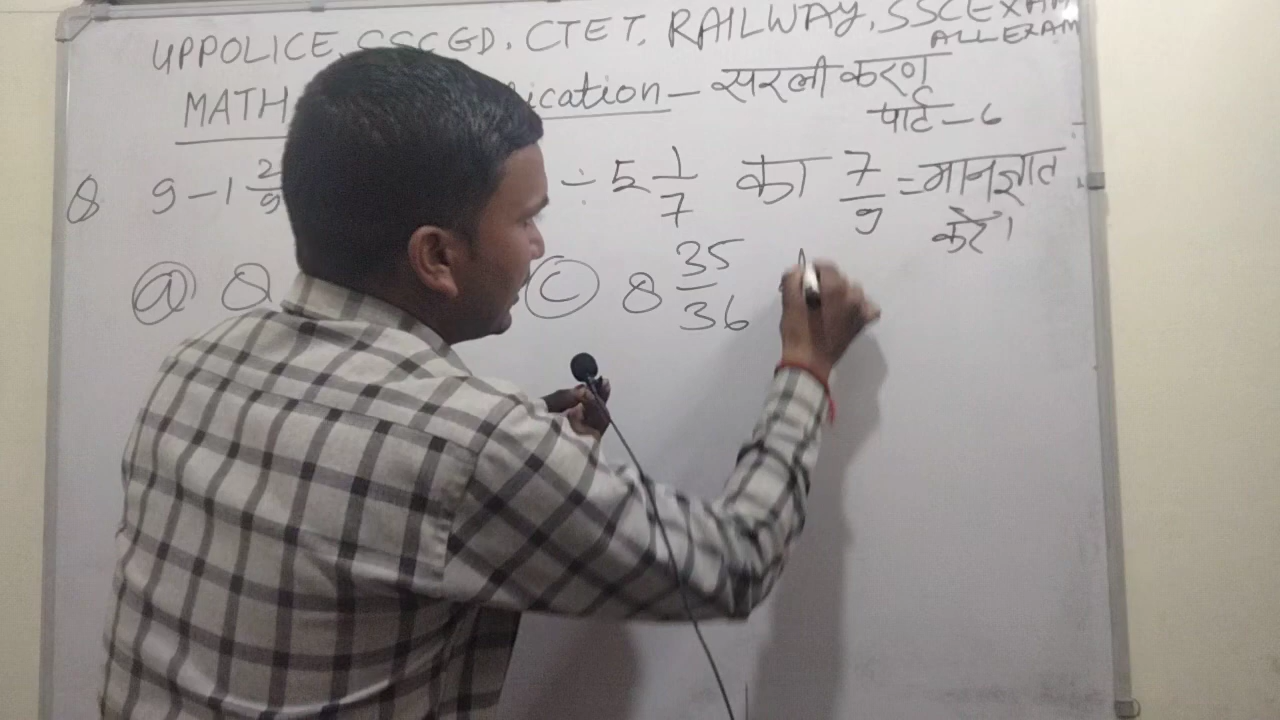 UPPOLICE, SSCGD, CTET, RAILWAY, SSC EXAM
ALL EXAM
MATH ication – सरलीकरण
पार्ट – 6
Q 9 – 1 2/9 ÷ 5 1/7 का 7/9 = मान ज्ञात
करें।
(a) 8 (C) 8 35/36